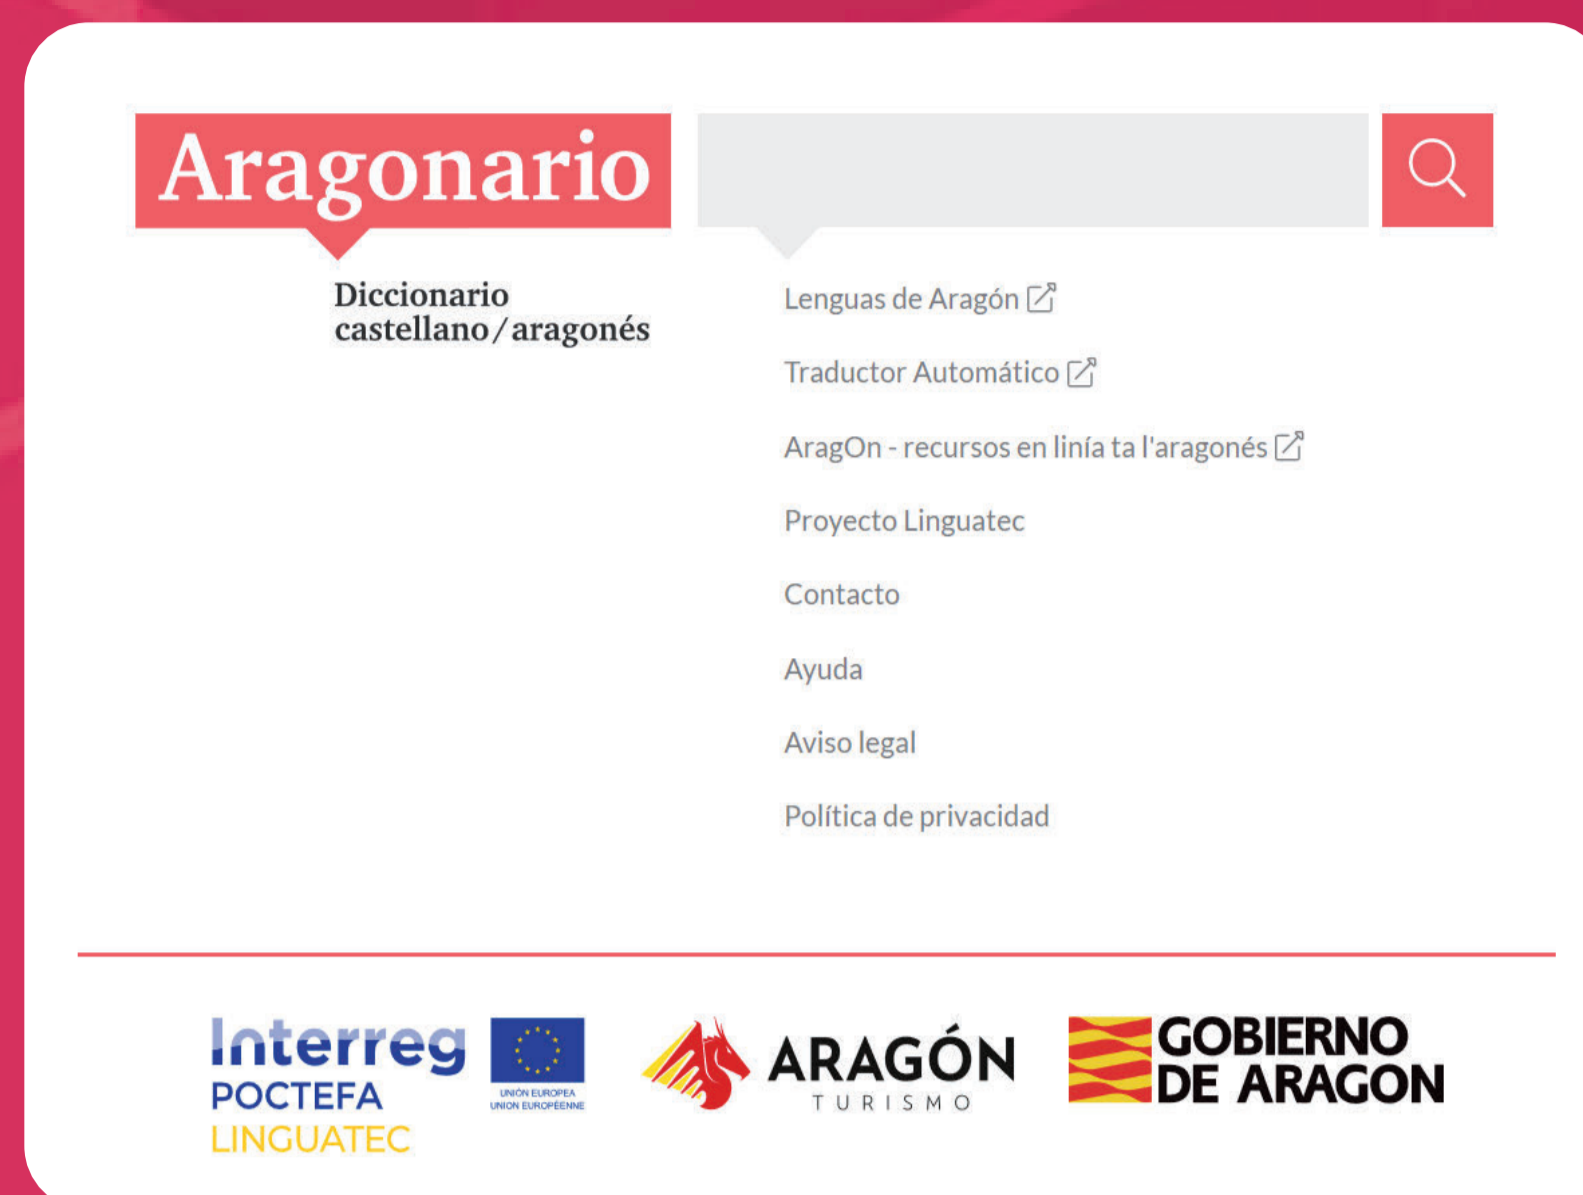 Aragonario
Diccionario
castellano/aragonés
Lenguas de Aragón
Traductor Automático
AragOn - recursos en linía ta l'aragonés
Proyecto Linguatec
Contacto
Ayuda
Aviso legal
Política de privacidad
Interreg
POCTEFA
LINGUATEC
UNIÓN EUROPEA
UNION EUROPÉENNE
ARAGÓN
TURISMO
GOBIERNO
DE ARAGON